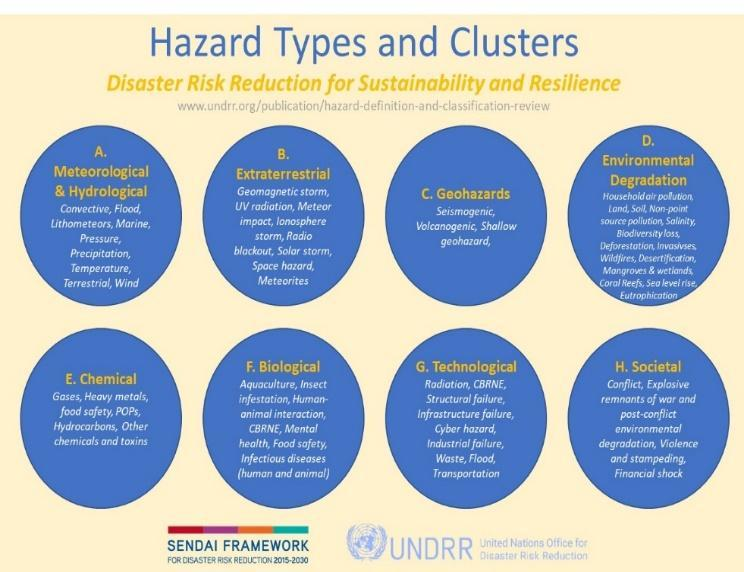 Hazard Types and Clusters
Disaster Risk Reduction for Sustainability and Resilience
www.undrr.org/publication/hazard-definition-and-classification-review
A.
Meteorological
& Hydrological
Convective, Flood,
Lithometeors, Marine,
Pressure,
Precipitation,
Temperature,
Terrestrial, Wind
B.
Extraterrestrial
Geomagnetic storm,
UV radiation, Meteor
impact, Ionosphere
storm, Radio
blackout, Solar storm,
Space hazard,
Meteorites
C. Geohazards
Seismogenic,
Volcanogenic, Shallow
geohazard,
D.
Environmental
Degradation
Household air pollution,
Land, Soil, Non-point
source pollution, Salinity,
Biodiversity loss,
Deforestation, Invasivses,
Wildfires, Desertification,
Mangroves & wetlands,
Coral Reefs, Sea level rise,
Eutrophication
E. Chemical
Gases, Heavy metals,
food safety, POPs,
Hydrocarbons, Other
chemicals and toxins
F. Biological
Aquaculture, Insect
infestation, Human-
animal interaction,
CBRNE, Mental
health, Food safety,
Infectious diseases
(human and animal)
G. Technological
Radiation, CBRNE,
Structural failure,
Infrastructure failure,
Cyber hazard,
Industrial failure,
Waste, Flood,
Transportation
H. Societal
Conflict, Explosive
remnants of war and
post-conflict
environmental
degradation, Violence
and stampeding,
Financial shock
SENDAI FRAMEWORK
FOR DISASTER RISK REDUCTION 2015-2030
UNDRR
United Nations Office for
Disaster Risk Reduction